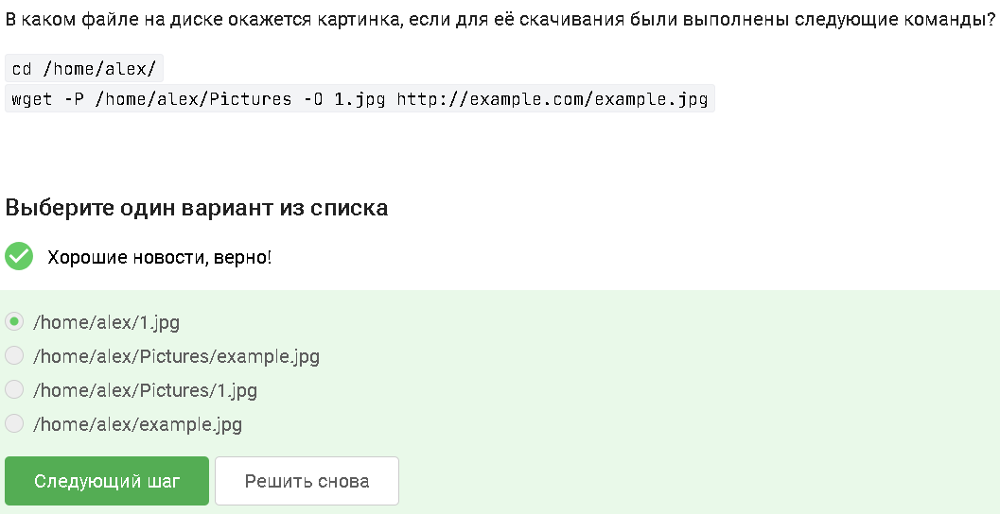 В каком файле на диске окажется картинка, если для её скачивания были выполнены следующие команды?
cd /home/alex/
wget -P /home/alex/Pictures -O 1.jpg http://example.com/example.jpg
Выберите один вариант из списка
Хорошие новости, верно!
/home/alex/1.jpg
/home/alex/Pictures/example.jpg
/home/alex/Pictures/1.jpg
/home/alex/example.jpg
Следующий шаг
Решить снова